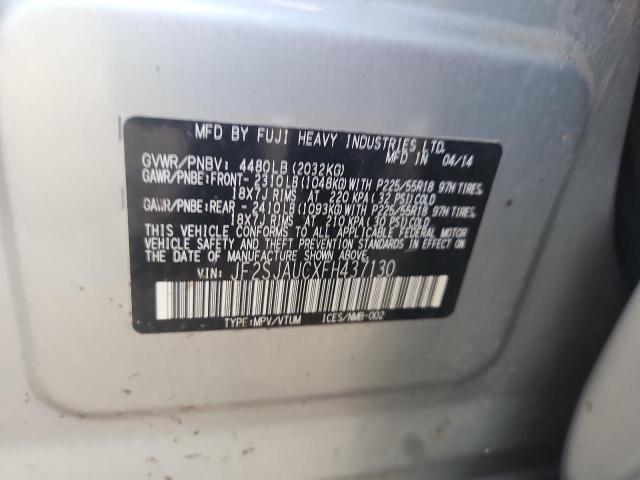 MFD BY FUJI HEAVY INDUSTRIES LTD.
MFD IN 04/14
GVWR/PNBV: 4480LB(2032KG)
GAWR/PNBE:FRONT- 2310LB(1048KG)WITH P225/55R18 97H TIRES,
18X7J RIMS AT 220 KPA(32 PSI)COLD
GAWR/PNBE:REAR - 2410LB(1093KG)WITH P225/55R18 97H TIRES,
18X7J RIMS AT 210 KPA(30 PSI)COLD
THIS VEHICLE CONFORMS TO ALL APPLICABLE FEDERAL MOTOR
VEHICLE SAFETY AND THEFT PREVENTION STANDARDS IN EFFECT ON
THE DATE OF MANUFACTURE SHOWN ABOVE.
VIN: JF2SJAUCXFH437130
TYPE:MPV/VTUM ICES/NMB-002